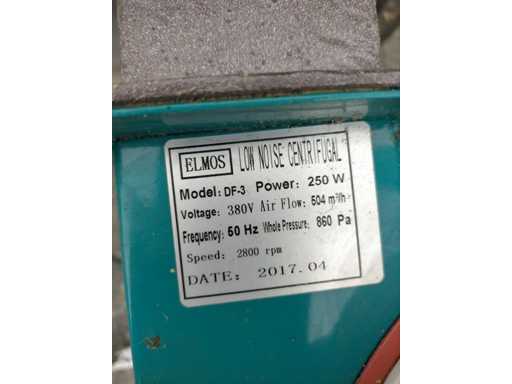 ELMOS LOW NOISE CENTRIFUGAL
Model: DF-3 Power: 250 W
Voltage: 380V Air Flow: 504 m³/h
Frequency: 50 Hz Whole Pressure: 860 Pa
Speed: 2800 rpm
DATE: 2017.04